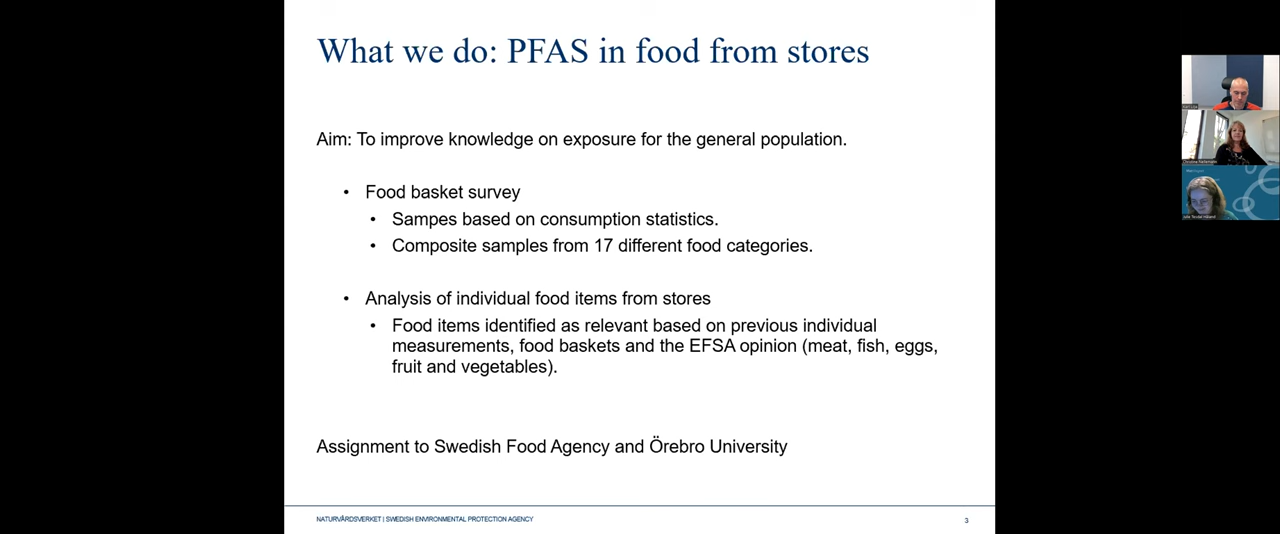 What we do: PFAS in food from stores
Aim: To improve knowledge on exposure for the general population.
• Food basket survey
• Sampes based on consumption statistics.
• Composite samples from 17 different food categories.
• Analysis of individual food items from stores
• Food items identified as relevant based on previous individual
measurements, food baskets and the EFSA opinion (meat, fish, eggs,
fruit and vegetables).
Assignment to Swedish Food Agency and Örebro University
NATURVÅRDSVERKET | SWEDISH ENVIRONMENTAL PROTECTION AGENCY
3